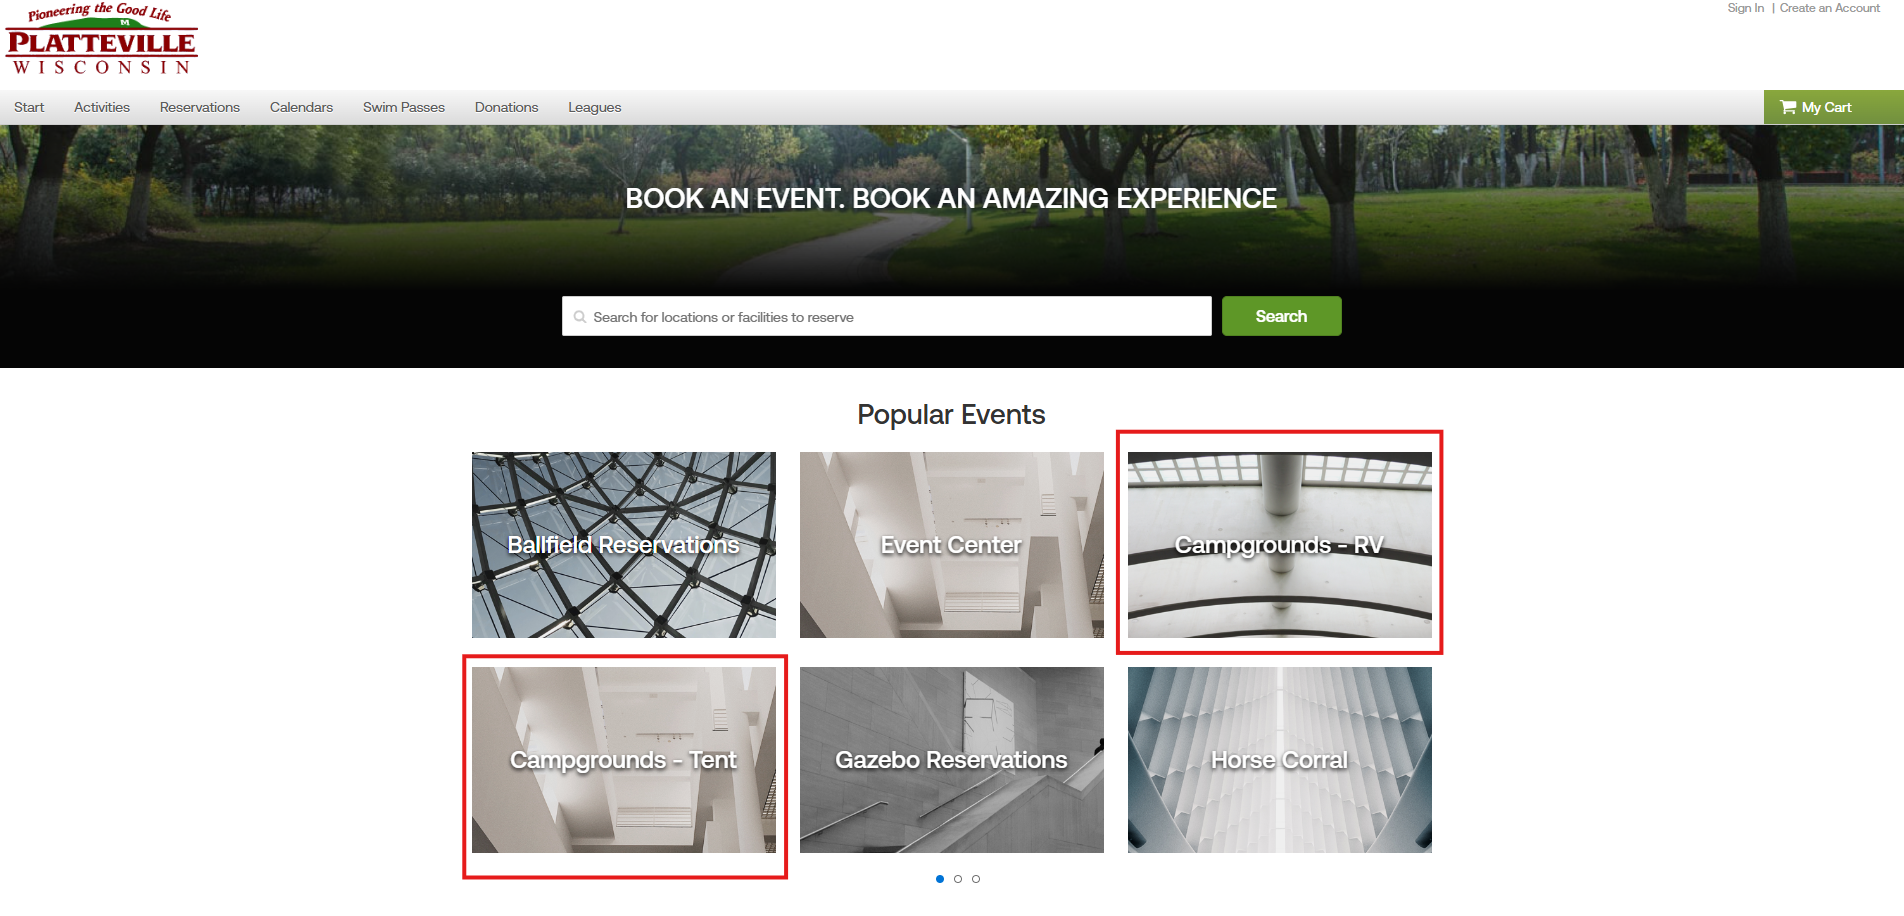 Pioneering the Good Life
M
PLATTEVILLE
WISCONSIN
Sign In | Create an Account
Start Activities Reservations Calendars Swim Passes Donations Leagues
My Cart
BOOK AN EVENT. BOOK AN AMAZING EXPERIENCE
Search for locations or facilities to reserve
Search
Popular Events
Ballfield Reservations
Event Center
Campgrounds - RV
Campgrounds - Tent
Gazebo Reservations
Horse Corral